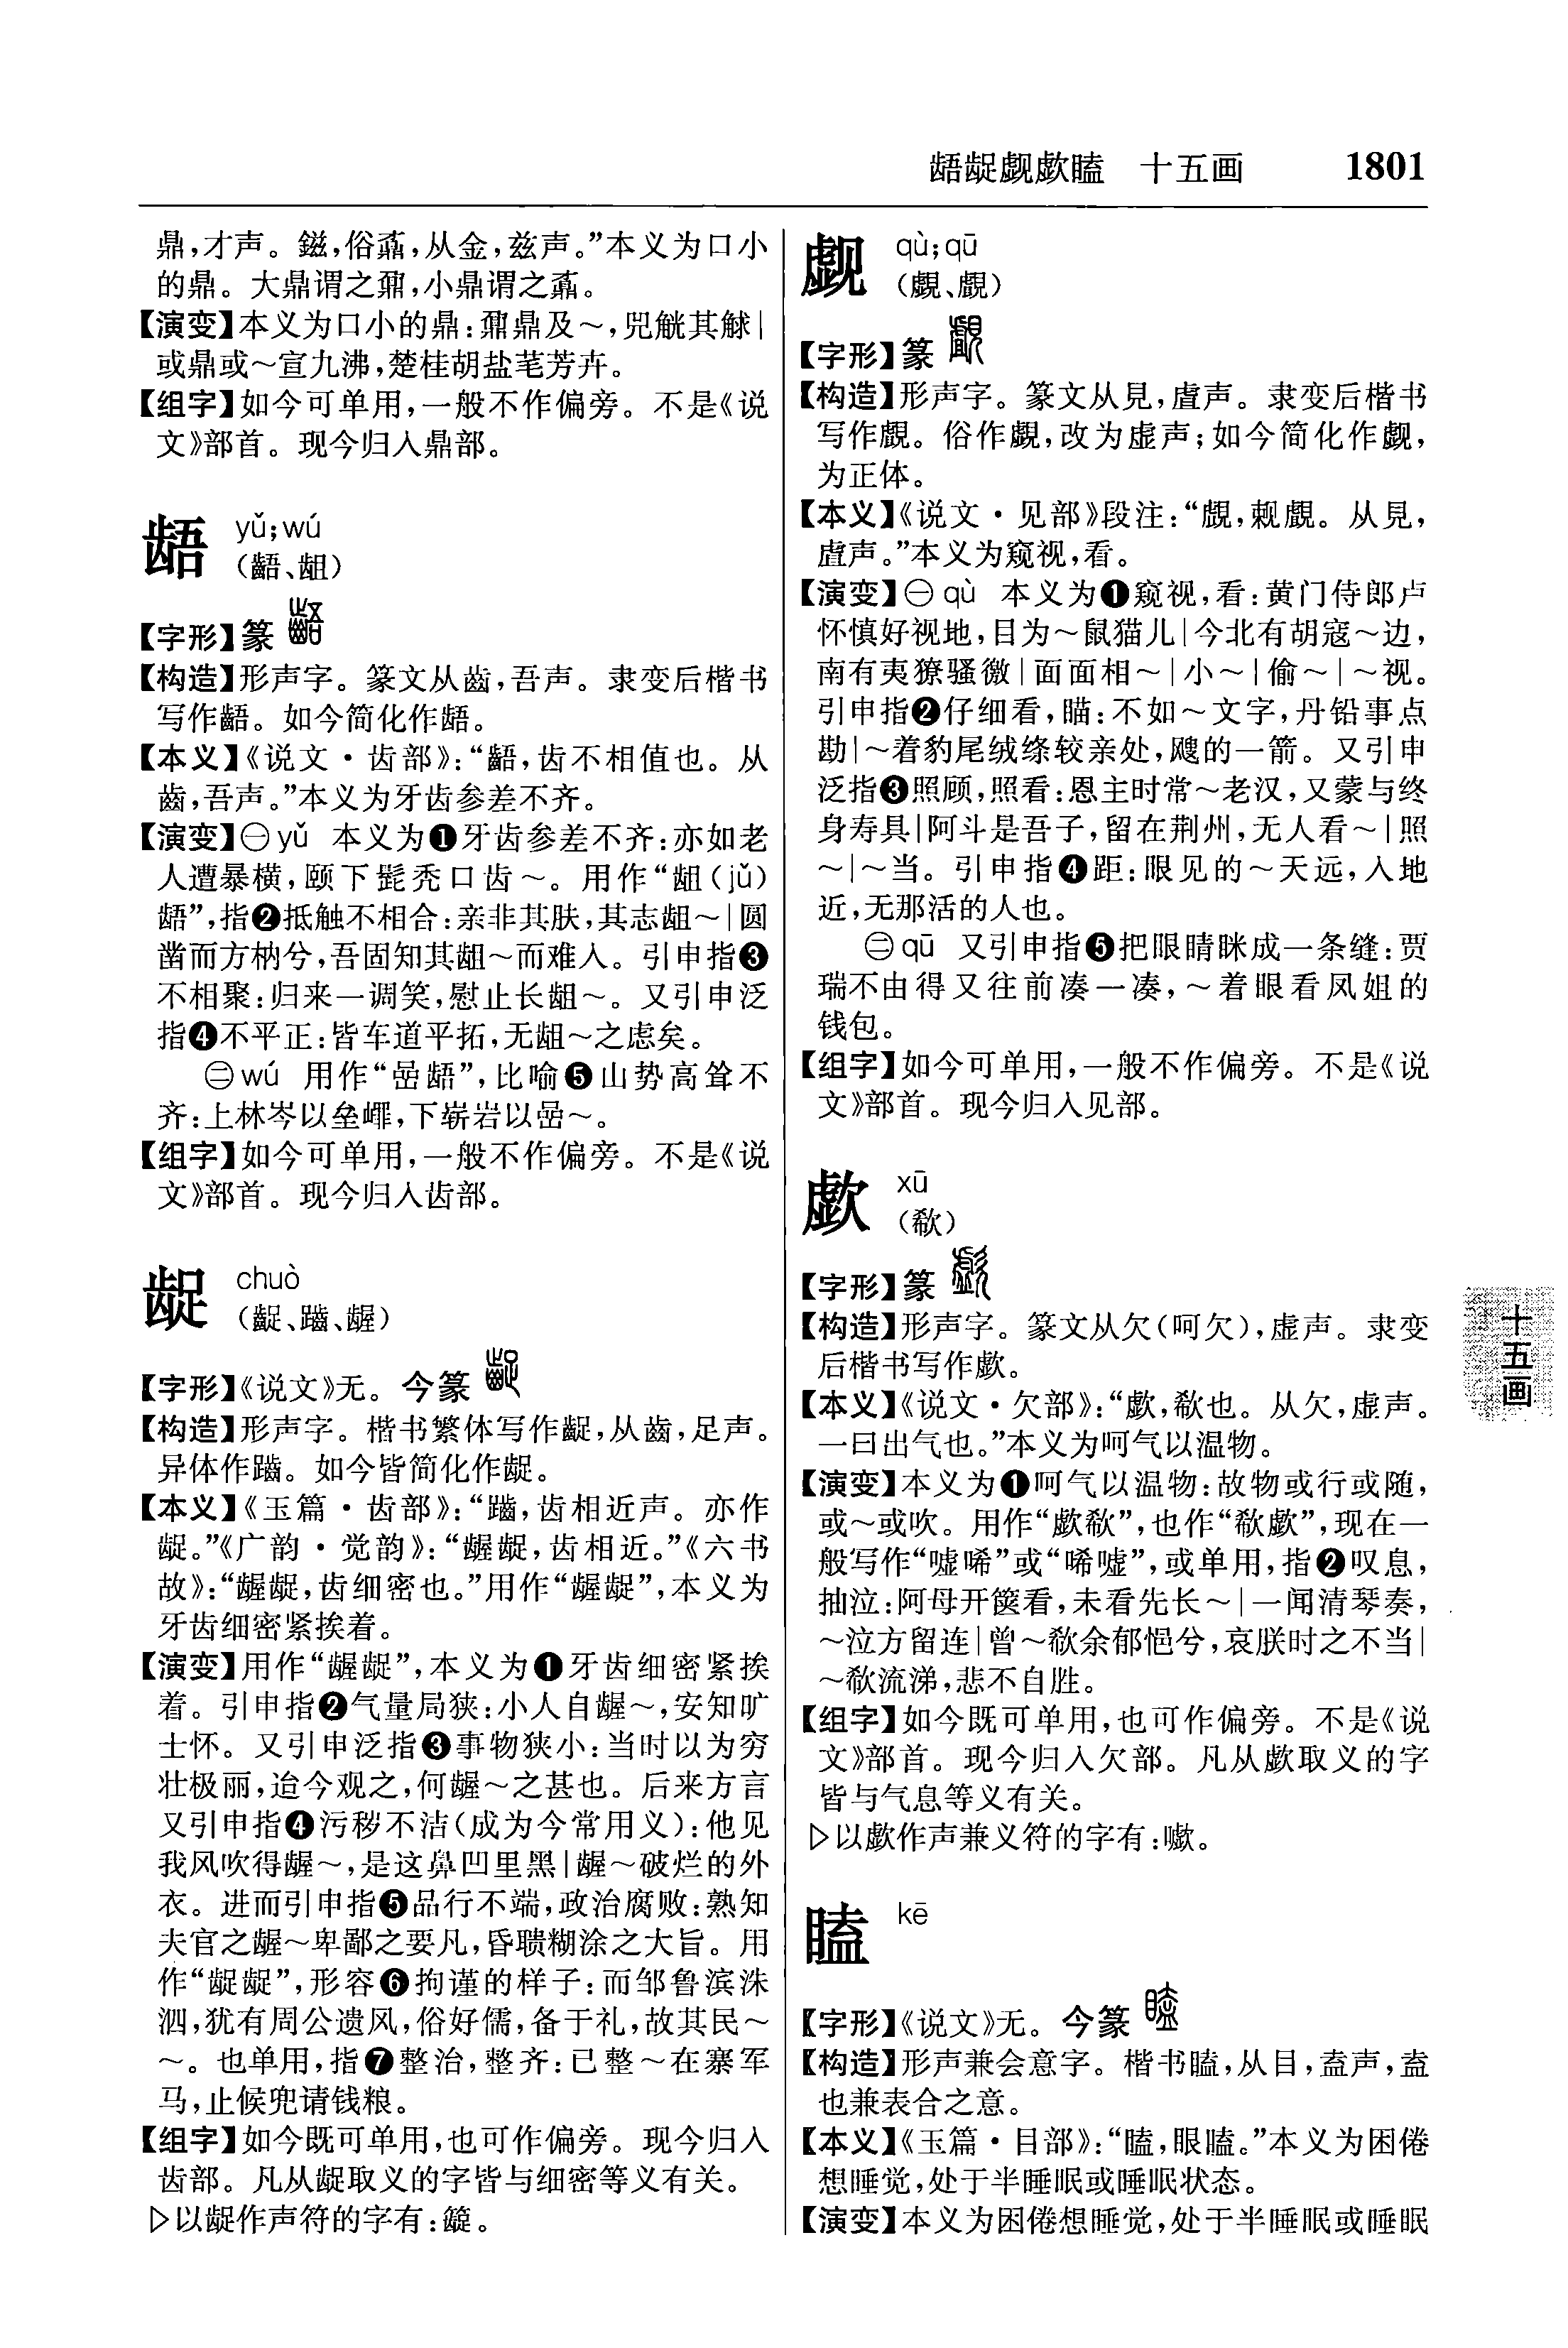 龉龊觑歔瞌　十五画　1801
鼎,才声。鎡,俗鼒,从金,兹声。”本义为口小
的鼎。大鼎谓之鼐,小鼎谓之鼒。
【演变】本义为口小的鼎:鼐鼎及～,兕觥其觩|
或鼎或～宣九沸,楚桂胡盐芼芳卉。
【组字】如今可单用,一般不作偏旁。不是《说
文》部首。现今归入鼎部。
龉 yǔ;wú
(齬、齟)
【字形】篆
【构造】形声字。篆文从齒,吾声。隶变后楷书
写作齬。如今简化作龉。
【本义】《说文·齿部》:“齬,齿不相值也。从
齒,吾声。”本义为牙齿参差不齐。
【演变】㊀yǔ 本义为❶牙齿参差不齐:亦如老
人遭暴横,颐下髭秃口齿～。用作“龃(jǔ)
龉”,指❷抵触不相合:亲非其肤,其志龃～|圆
凿而方枘兮,吾固知其龃～而难入。引申指❸
不相聚:归来一调笑,慰止长龃～。又引申泛
指❹不平正:皆车道平拓,无龃～之虑矣。
㊁wú 用作“嵒龉”,比喻❺山势高耸不
齐:上林岑以垒嶵,下崭岩以嵒～。
【组字】如今可单用,一般不作偏旁。不是《说
文》部首。现今归入齿部。
龊 chuò
(齪、躖、龌)
【字形】《说文》无。今篆
【构造】形声字。楷书繁体写作齪,从齒,足声。
异体作。如今皆简化作龊。
【本义】《玉篇·齿部》:“,齿相近声。亦作
龊。”《广韵·觉韵》:“龌龊,齿相近。”《六书
故》:“龌龊,齿细密也。”用作“龌龊”,本义为
牙齿细密紧挨着。
【演变】用作“龌龊”,本义为❶牙齿细密紧挨
着。引申指❷气量局狭:小人自龌～,安知旷
士怀。又引申泛指❸事物狭小:当时以为穷
壮极丽,迨今观之,何龌～之甚也。后来方言
又引申指❹污秽不洁(成为今常用义):他见
我风吹得龌～,是这鼻凹里黑|龌～破烂的外
衣。进而引申指❺品行不端,政治腐败:熟知
夫官之龌～卑鄙之要凡,昏聩糊涂之大旨。用
作“龊龊”,形容❻拘谨的样子:而邹鲁滨洙
泗,犹有周公遗风,俗好儒,备于礼,故其民～
～。也单用,指❼整治,整齐:已整～在寨军
马,止候兜请钱粮。
【组字】如今既可单用,也可作偏旁。现今归入
齿部。凡从龊取义的字皆与细密等义有关。
▷以龊作声符的字有:。
觑 qù;qū
(覰、覷)
【字形】篆
【构造】形声字。篆文从見,䖒声。隶变后楷书
写作覰。俗作覷,改为虚声;如今简化作觑,
为正体。
【本义】《说文·见部》段注:“覰,觌覰。从見,
䖒声。”本义为窥视,看。
【演变】㊀qù 本义为❶窥视,看:黄门侍郎卢
怀慎好视地,目为～鼠猫儿|今北有胡寇～边,
南有夷獠骚徼|面面相～|小～|偷～|～视。
引申指❷仔细看,瞄:不如～文字,丹铅事点
勘|～着豹尾绒绦较亲处,飕的一箭。又引申
泛指❸照顾,照看:恩主时常～老汉,又蒙与终
身寿具|阿斗是吾子,留在荆州,无人看～|照
～|～当。引申指❹距:眼见的～天远,入地
近,无那活的人也。
㊁qū 又引申指❺把眼睛眯成一条缝:贾
瑞不由得又往前凑一凑,～着眼看凤姐的
钱包。
【组字】如今可单用,一般不作偏旁。不是《说
文》部首。现今归入见部。
歔 xū
(欷)
【字形】篆
【构造】形声字。篆文从欠(呵欠),虚声。隶变
后楷书写作歔。
【本义】《说文·欠部》:“歔,欷也。从欠,虚声。
一曰出气也。”本义为呵气以温物。
【演变】本义为❶呵气以温物:故物或行或随,
或～或吹。用作“歔欷”,也作“欷歔”,现在一
般写作“嘘唏”或“唏嘘”,或单用,指❷叹息,
抽泣:阿母开箧看,未看先长～|一闻清琴奏,
～泣方留连|曾～欷余郁悒兮,哀朕时之不当|
～欷流涕,悲不自胜。
【组字】如今既可单用,也可作偏旁。不是《说
文》部首。现今归入欠部。凡从歔取义的字
皆与气息等义有关。
▷以歔作声兼义符的字有:。
瞌 kē
【字形】《说文》无。今篆
【构造】形声兼会意字。楷书瞌,从目,盍声,盍
也兼表合之意。
【本义】《玉篇·目部》:“瞌,眼瞌。”本义为困倦
想睡觉,处于半睡眠或睡眠状态。
【演变】本义为困倦想睡觉,处于半睡眠或睡眠
十五画